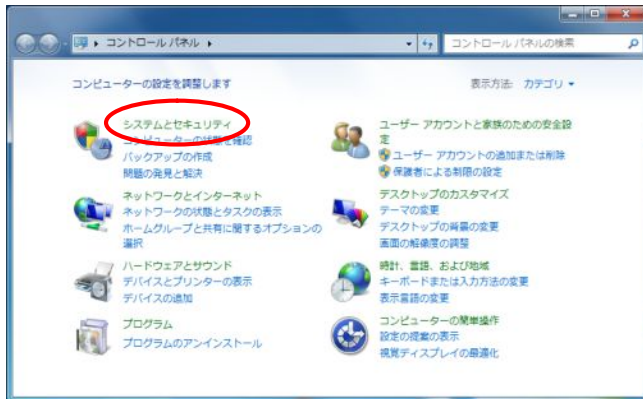 コントロール パネル
コントロール パネルの検索
コンピューターの設定を調整します
表示方法: カテゴリ
システムとセキュリティ
コンピューターの状態を確認
バックアップの作成
問題の発見と解決
ネットワークとインターネット
ネットワークの状態とタスクの表示
ホームグループと共有に関するオプションの
選択
ハードウェアとサウンド
デバイスとプリンターの表示
デバイスの追加
プログラム
プログラムのアンインストール
ユーザー アカウントと家族のための安全設
定
ユーザー アカウントの追加または削除
保護者による制限の設定
デスクトップのカスタマイズ
テーマの変更
デスクトップの背景の変更
画面の解像度の調整
時計、言語、および地域
キーボードまたは入力方法の変更
表示言語の変更
コンピューターの簡単操作
設定の提案の表示
視覚ディスプレイの最適化